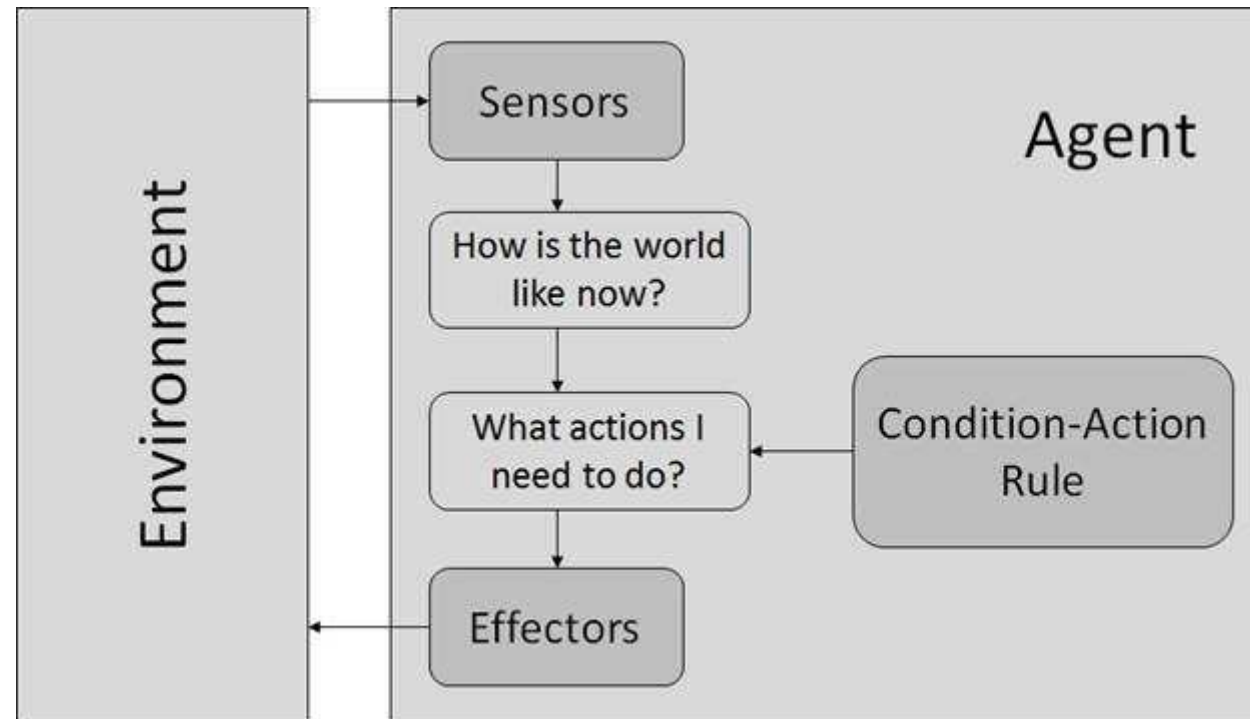 Environment
Sensors
Agent
How is the world
like now?
What actions I
need to do?
Condition-Action
Rule
Effectors